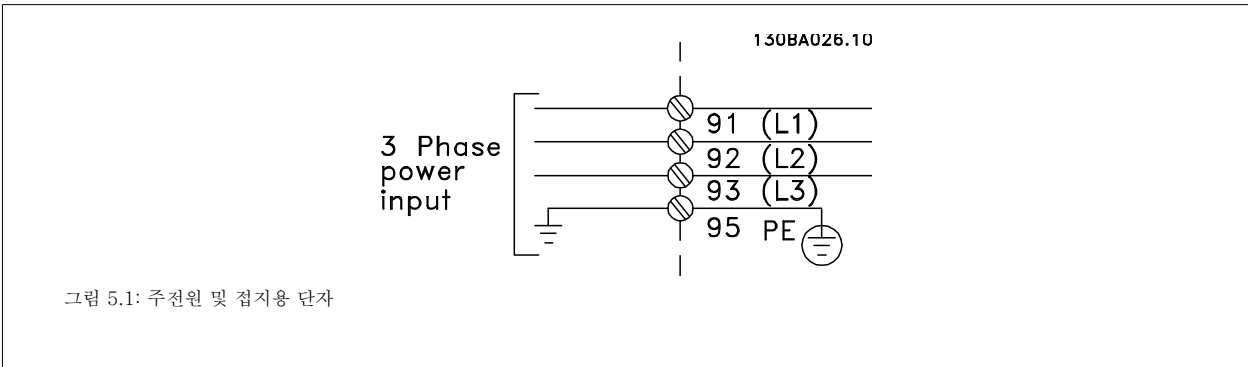 130BA026.10
3 Phase
power
input
91 (L1)
92 (L2)
93 (L3)
95 PE
그림 5.1: 주전원 및 접지용 단자